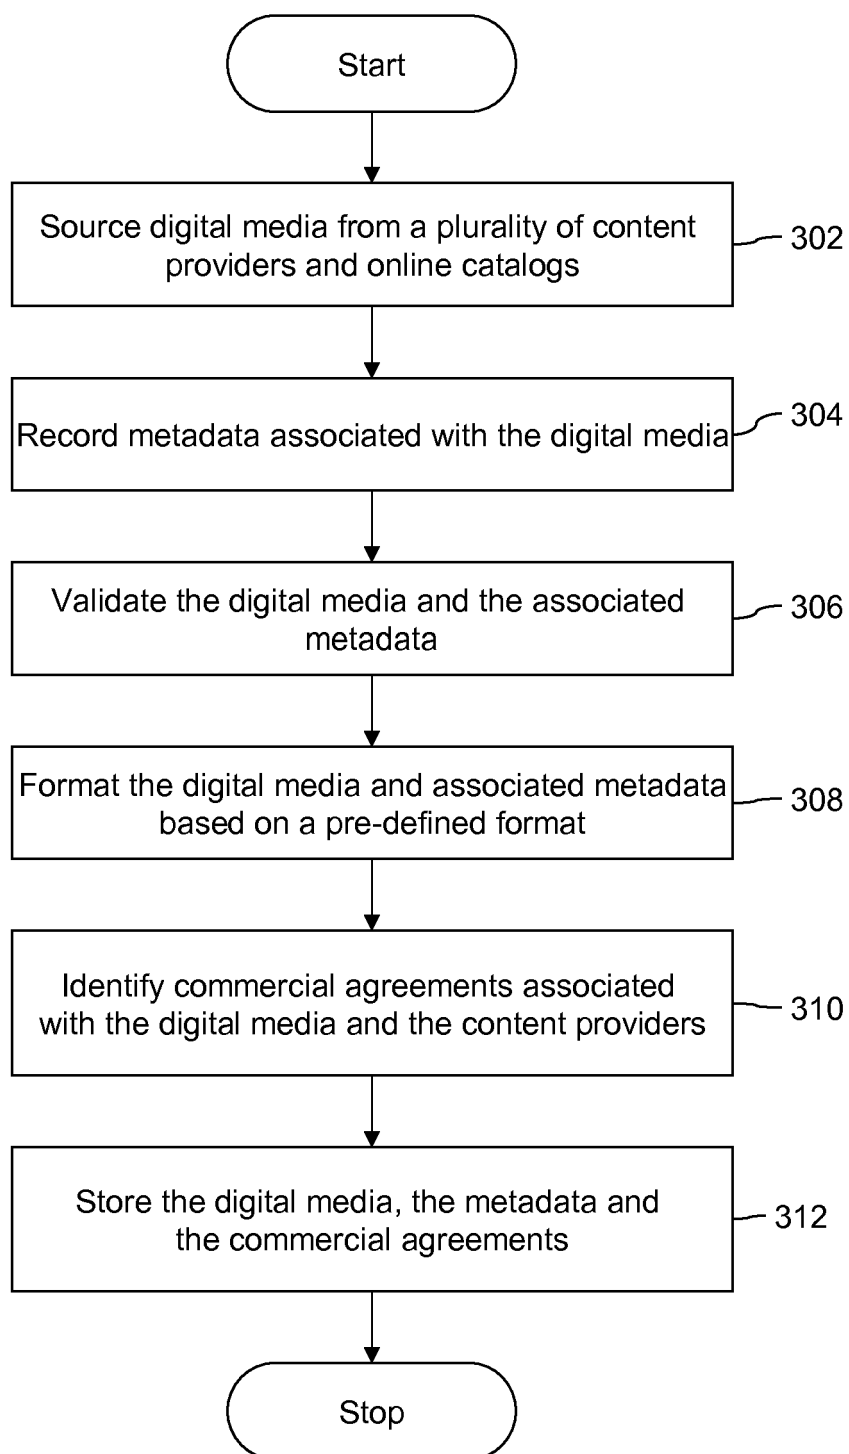 Start
Source digital media from a plurality of content
providers and online catalogs
302
Record metadata associated with the digital media
304
Validate the digital media and the associated
metadata
306
Format the digital media and associated metadata
based on a pre-defined format
308
Identify commercial agreements associated
with the digital media and the content providers
310
Store the digital media, the metadata and
the commercial agreements
312
Stop